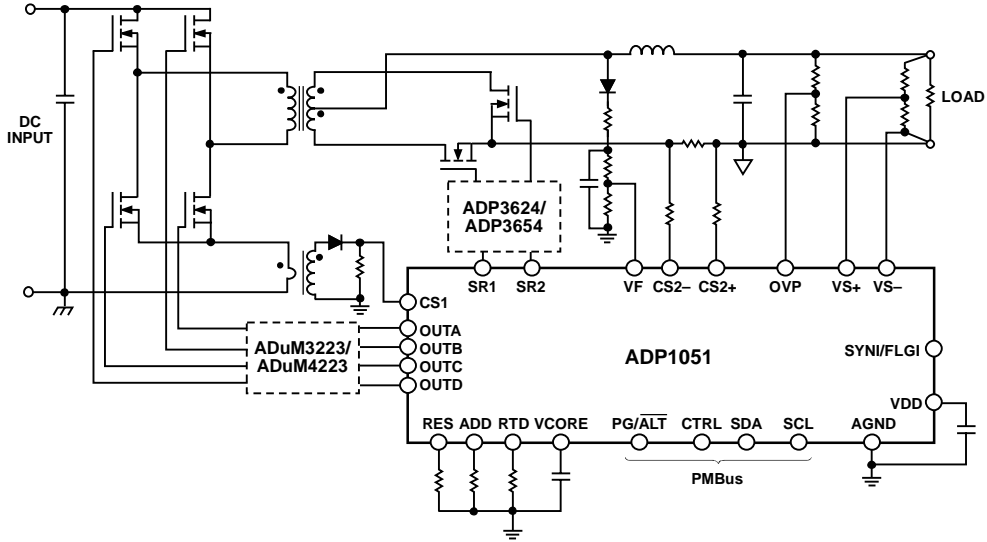 DC
INPUT
LOAD
ADP3624/
ADP3654
SR1 SR2 VF CS2– CS2+ OVP VS+ VS–
CS1
OUTA
OUTB
OUTC
OUTD
ADuM3223/
ADuM4223
ADP1051
SYNI/FLGI
VDD
RES ADD RTD VCORE PG/ALT CTRL SDA SCL AGND
PMBus